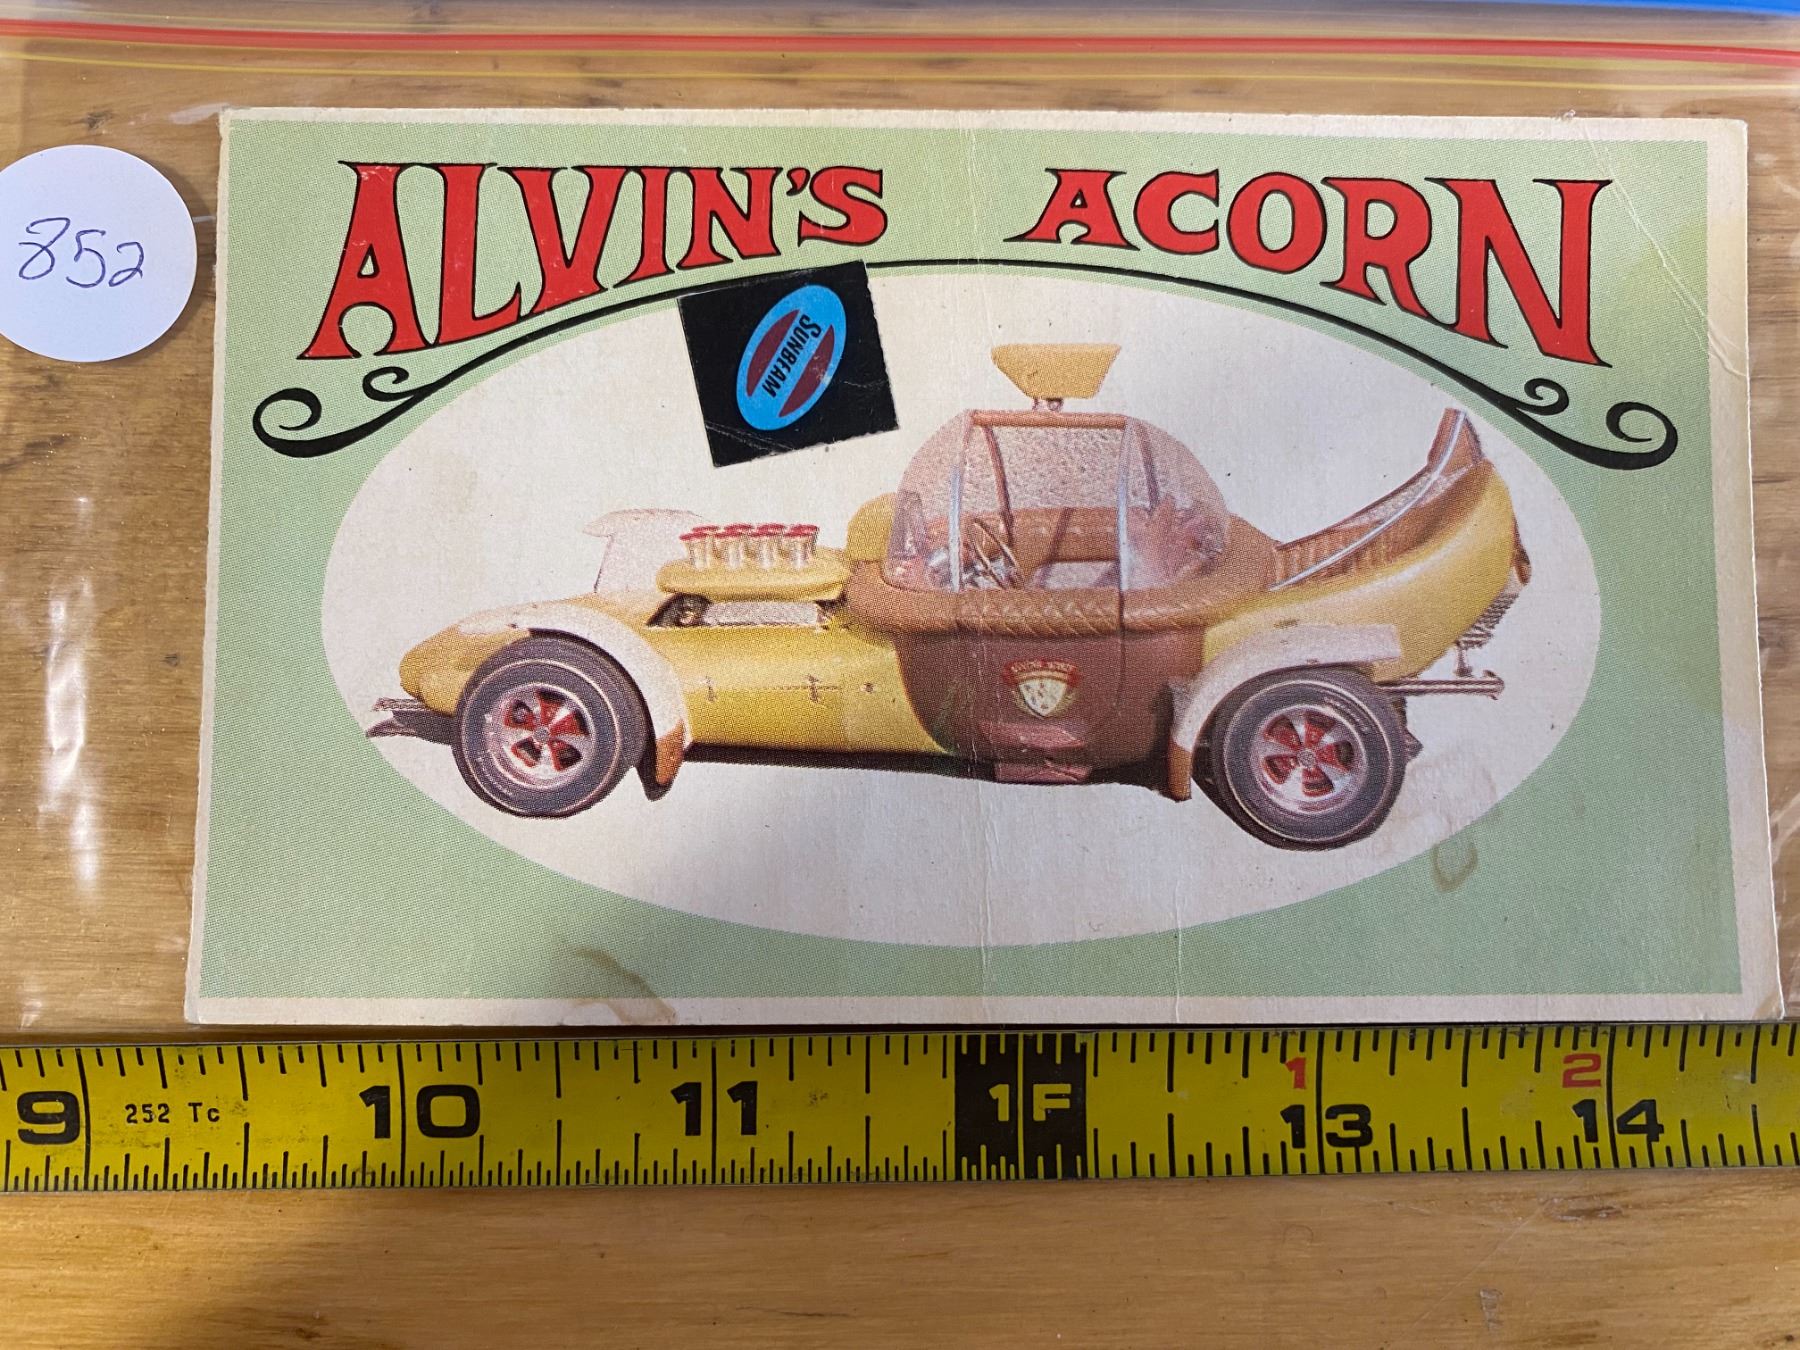 852
ALVIN'S ACORN
SUNBEAM
9 252 Tc 10 11 1F 1 13 2 14